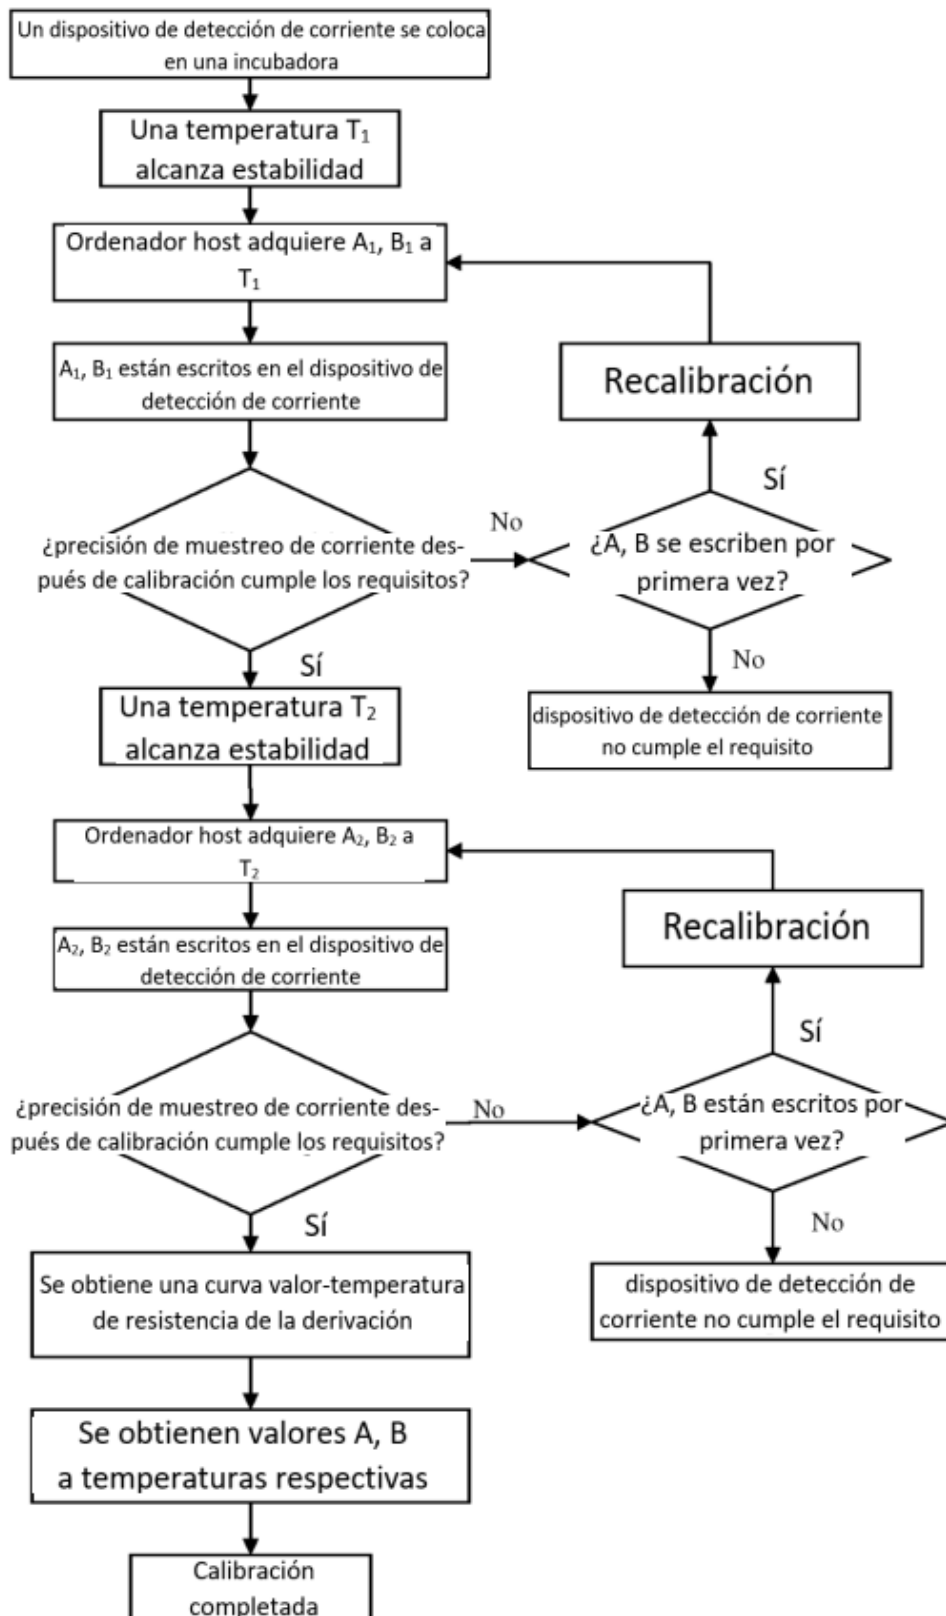 Un dispositivo de detección de corriente se coloca
en una incubadora
Una temperatura T₁
alcanza estabilidad
Ordenador host adquiere A₁, B₁ a
T₁
A₁, B₁ están escritos en el dispositivo de
detección de corriente
Recalibración
Sí
¿precisión de muestreo de corriente des-
pués de calibración cumple los requisitos?
No
¿A, B se escriben por
primera vez?
Sí
No
Una temperatura T₂
alcanza estabilidad
dispositivo de detección de corriente
no cumple el requisito
Ordenador host adquiere A₂, B₂ a
T₂
A₂, B₂ están escritos en el dispositivo de
detección de corriente
Recalibración
Sí
¿precisión de muestreo de corriente des-
pués de calibración cumple los requisitos?
No
¿A, B están escritos por
primera vez?
Sí
No
Se obtiene una curva valor-temperatura
de resistencia de la derivación
dispositivo de detección de
corriente no cumple el requisito
Se obtienen valores A, B
a temperaturas respectivas
Calibración
completada